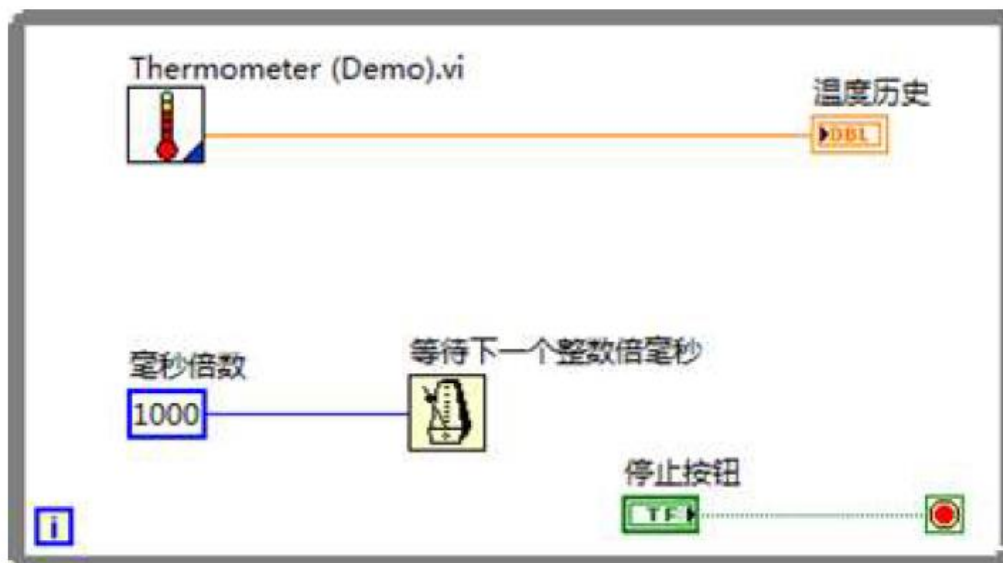 Thermometer (Demo).vi
温度历史
DBL
毫秒倍数
等待下一个整数倍毫秒
1000
停止按钮
TF
i